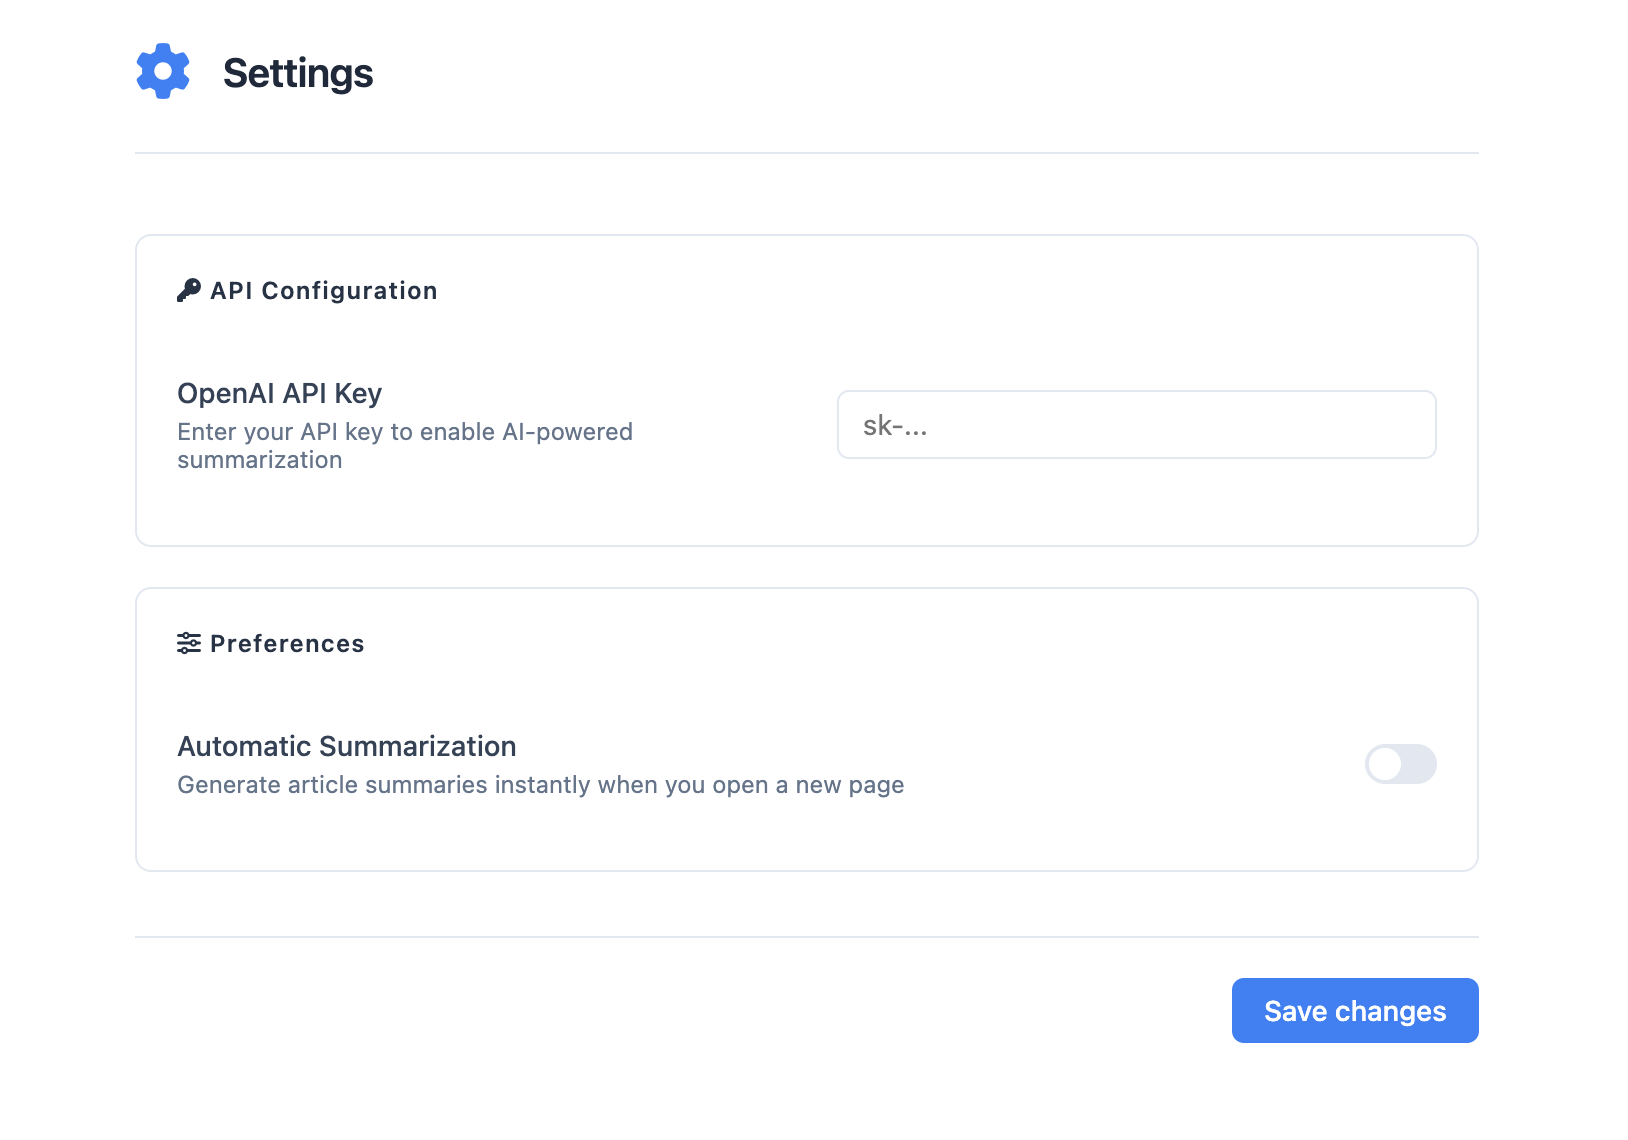 Settings
API Configuration
OpenAI API Key
Enter your API key to enable AI-powered
summarization
sk-...
Preferences
Automatic Summarization
Generate article summaries instantly when you open a new page
Save changes